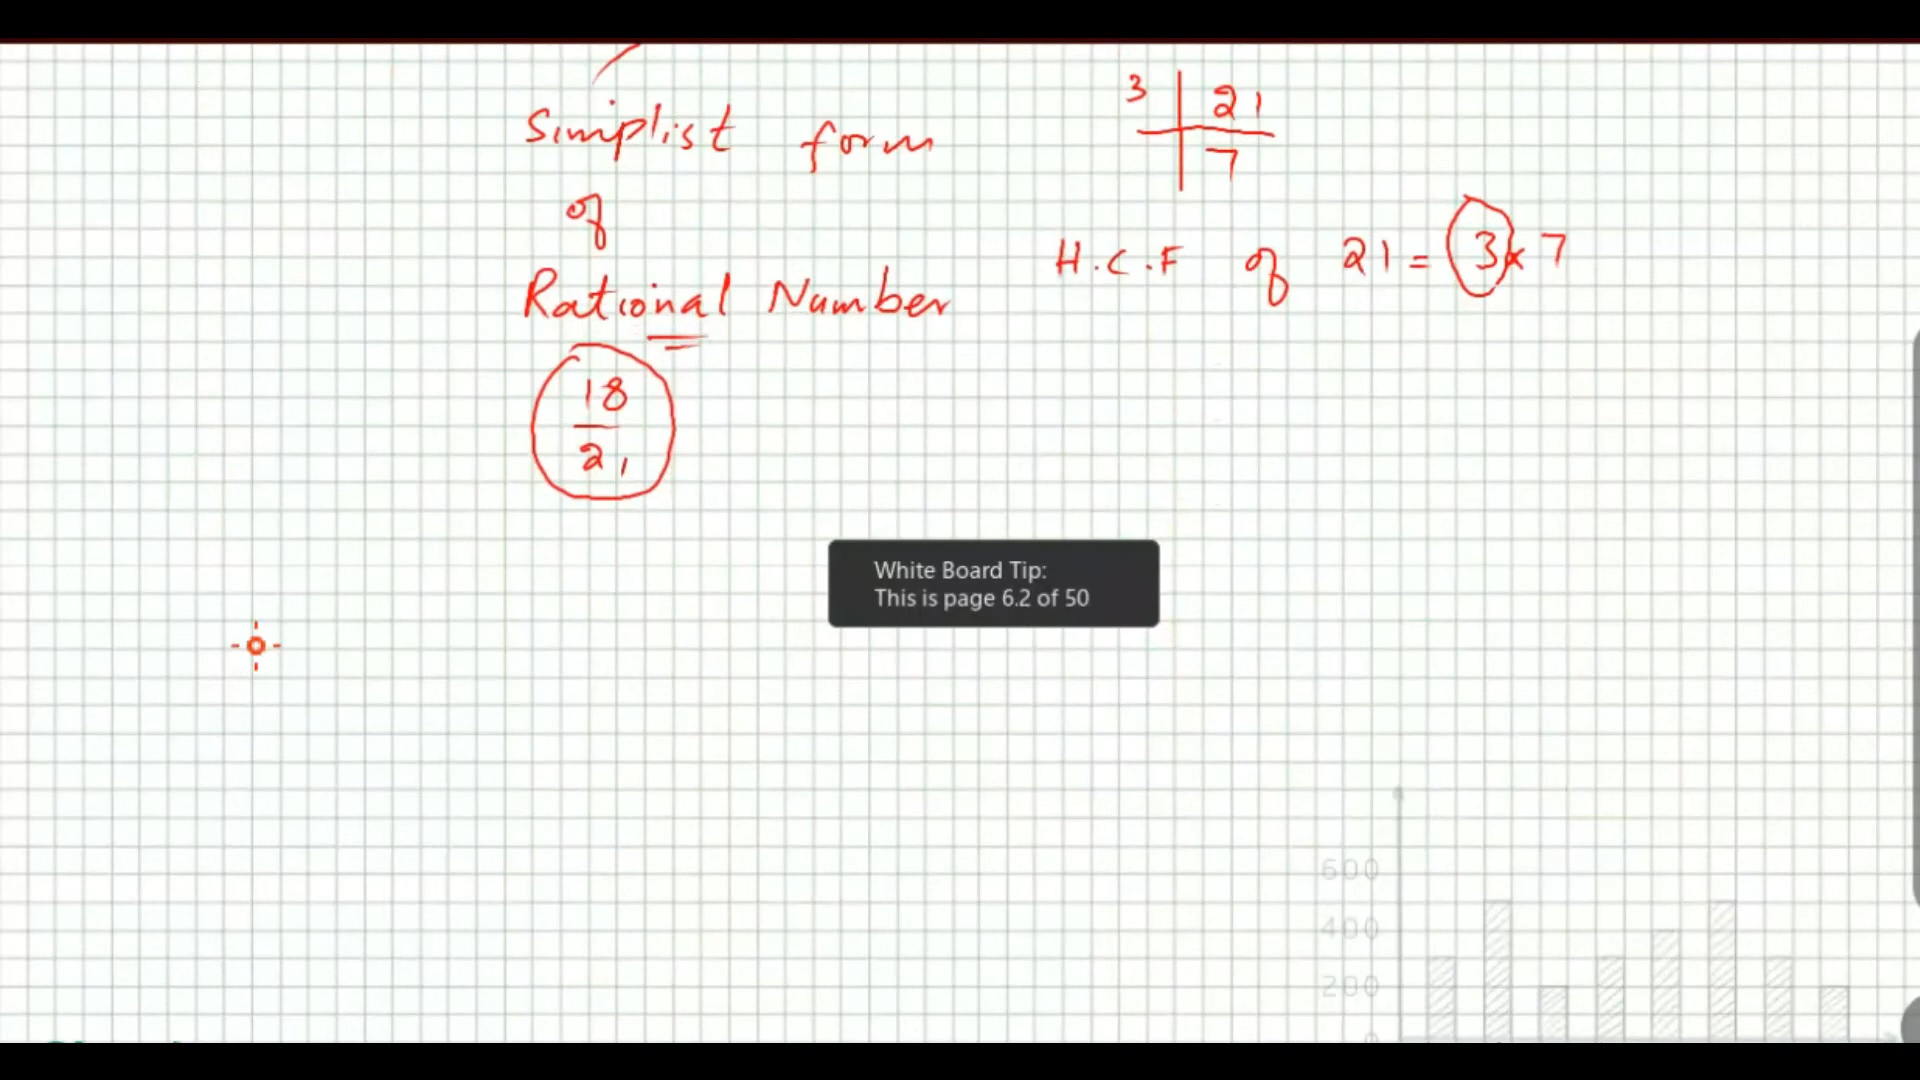 Simplist form
of
Rational Number
18
21
3 | 21
7
H.C.F of 21 = 3 x 7
White Board Tip:
This is page 6.2 of 50
600
400
200
0